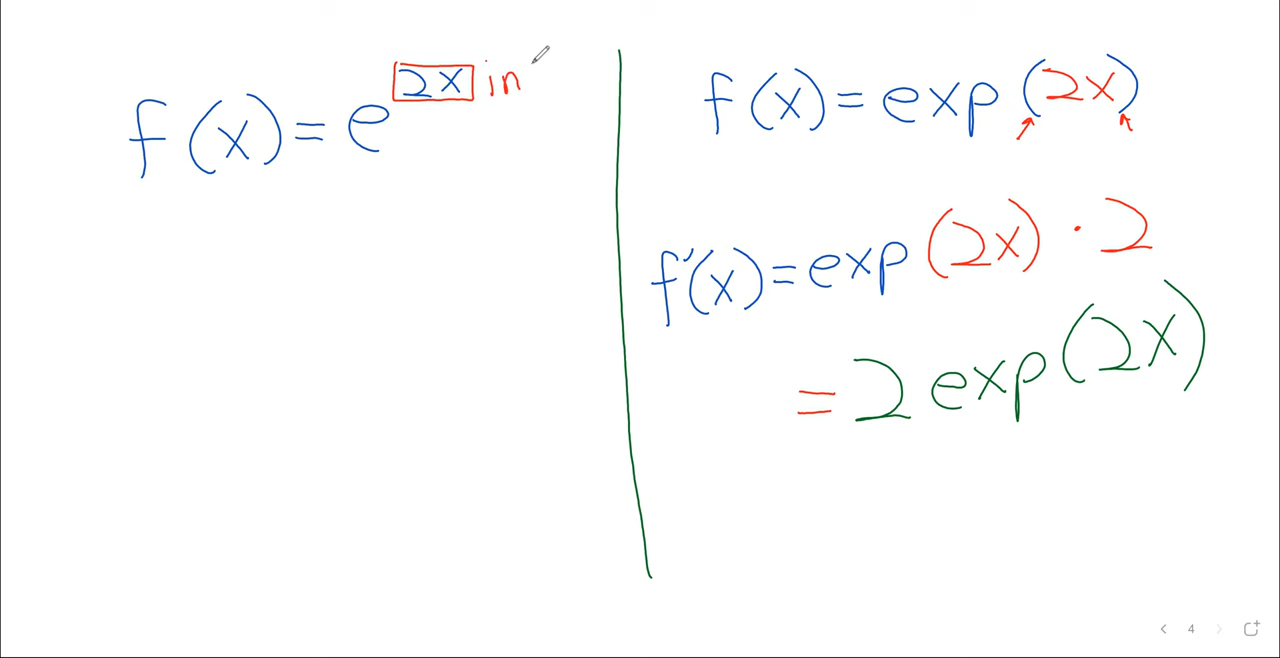 f(x) = e^2x in
f(x) = exp(2x)
f'(x) = exp(2x) · 2
= 2 exp(2x)
4